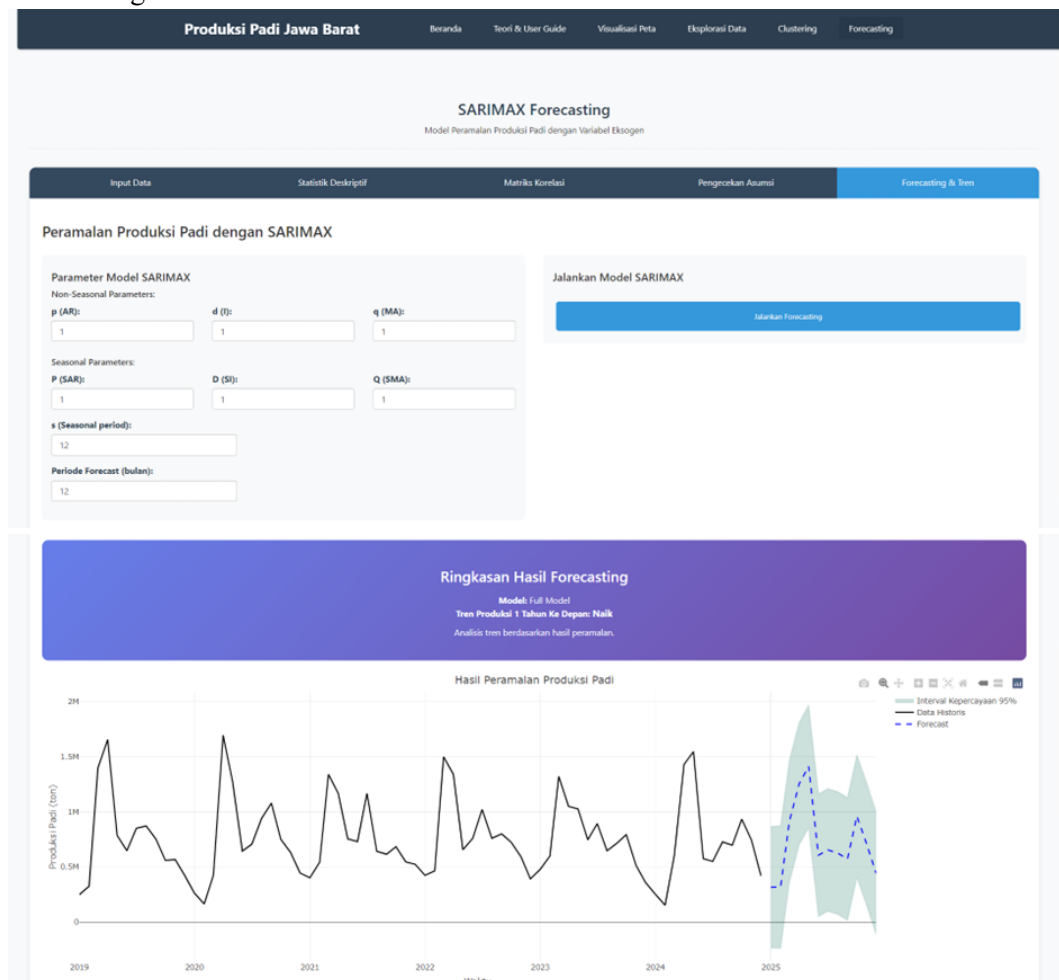 Produksi Padi Jawa Barat Beranda Teori & User Guide Visualisasi Peta Eksplorasi Data Clustering Forecasting
SARIMAX Forecasting
Model Peramalan Produksi Padi dengan Variabel Eksogen
Input Data Statistik Deskriptif Matriks Korelasi Pengecekan Asumsi Forecasting & Tren
Peramalan Produksi Padi dengan SARIMAX
Parameter Model SARIMAX
Non-Seasonal Parameters:
p (AR): d (I): q (MA):
1 1 1
Seasonal Parameters:
P (SAR): D (SI): Q (SMA):
1 1 1
s (Seasonal period):
12
Periode Forecast (bulan):
12
Jalankan Model SARIMAX
Jalankan Forecasting
Ringkasan Hasil Forecasting
Model: Full Model
Tren Produksi 1 Tahun Ke Depan: Naik
Analisis tren berdasarkan hasil peramalan.
Hasil Peramalan Produksi Padi
Interval Kepercayaan 95%
Data Historis
Forecast
Produksi Padi (ton)
2M
1.5M
1M
0.5M
0
2019 2020 2021 2022 2023 2024 2025